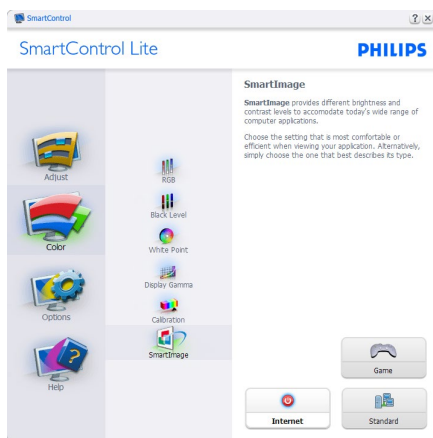 SmartControl
SmartControl Lite
PHILIPS
Adjust
Color
Options
Help
RGB
Black Level
White Point
Display Gamma
Calibration
SmartImage
SmartImage
SmartImage provides different brightness and
contrast levels to accomodate today's wide range of
computer applications.
Choose the setting that is most comfortable or
efficient when viewing your application. Alternatively,
simply choose the one that best describes its type.
Game
Internet
Standard